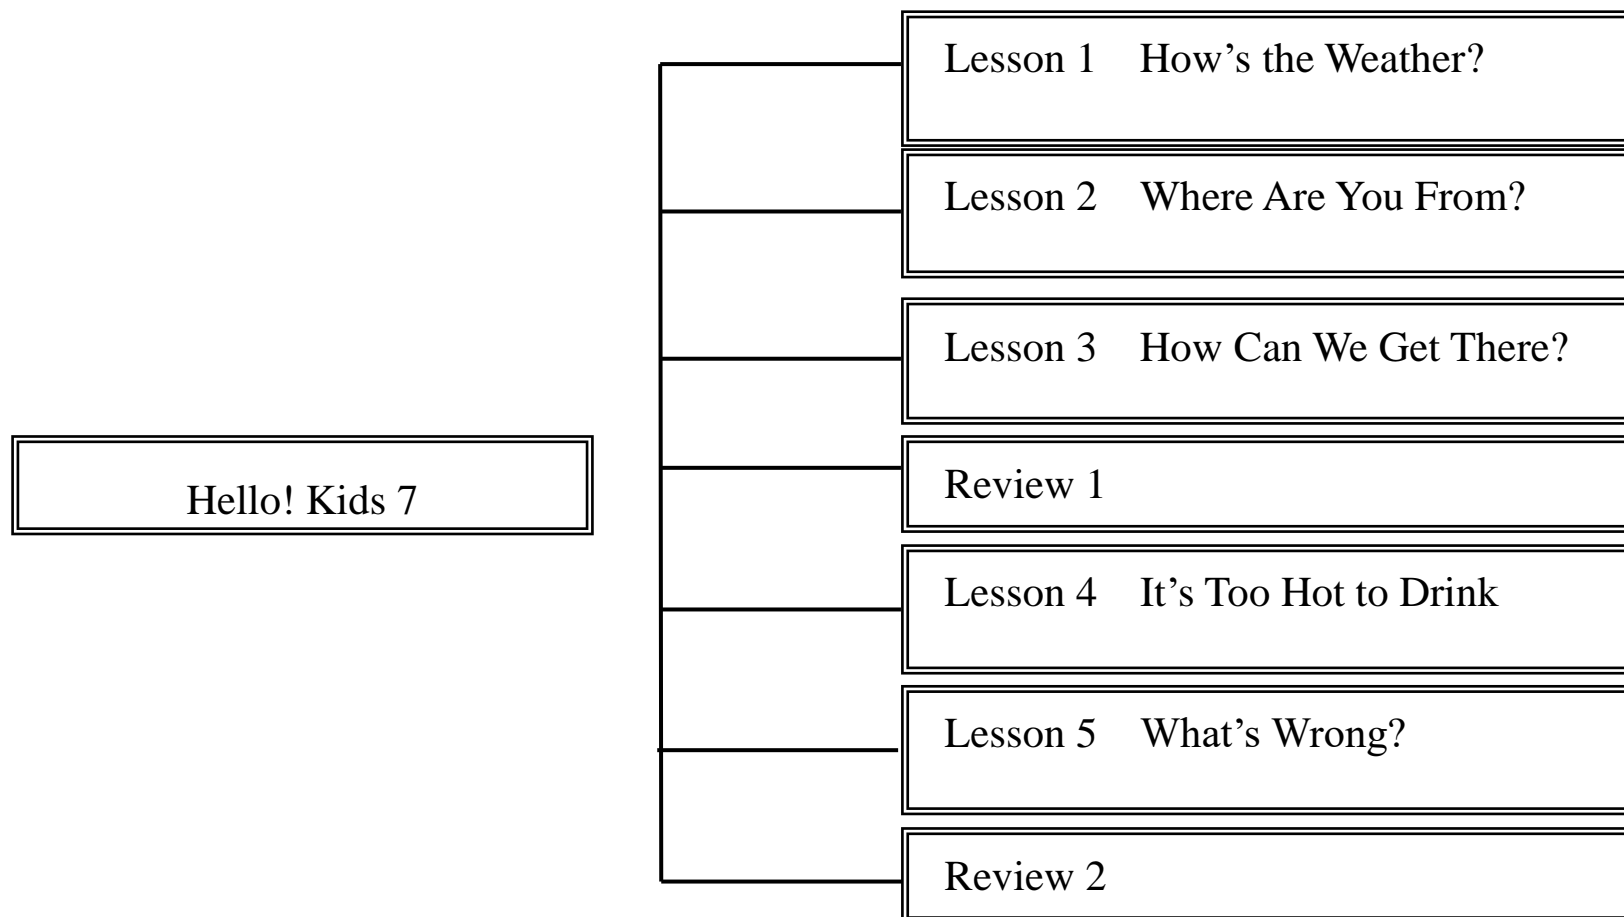 Hello! Kids 7
Lesson 1 How’s the Weather?
Lesson 2 Where Are You From?
Lesson 3 How Can We Get There?
Review 1
Lesson 4 It’s Too Hot to Drink
Lesson 5 What’s Wrong?
Review 2